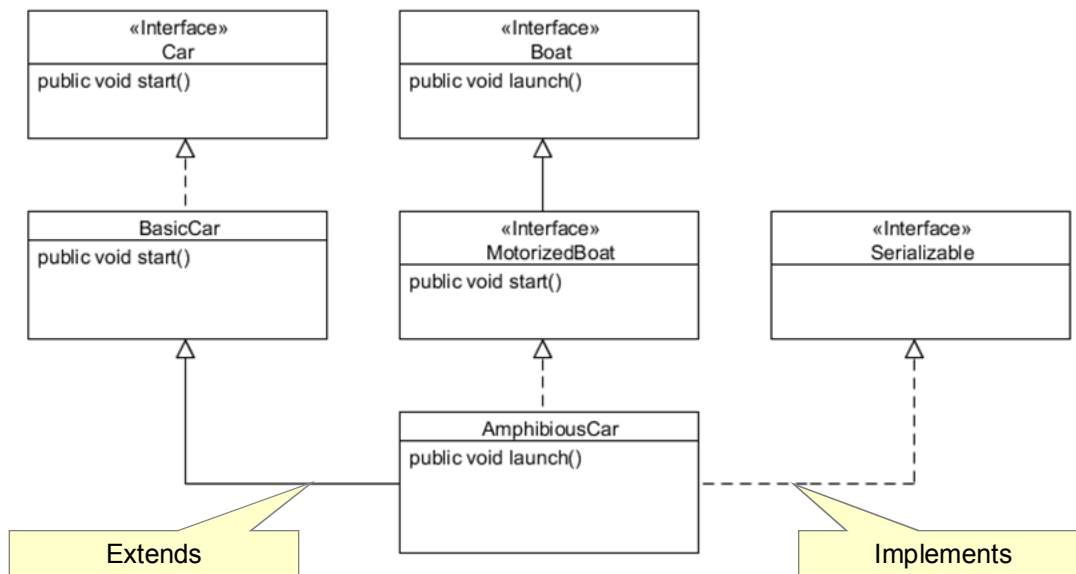 «Interface»
Car
public void start()
«Interface»
Boat
public void launch()
BasicCar
public void start()
«Interface»
MotorizedBoat
public void start()
«Interface»
Serializable
AmphibiousCar
public void launch()
Extends
Implements